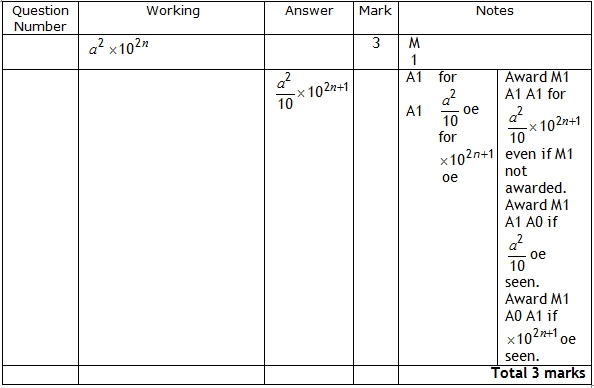 Question Number Working Answer Mark Notes
a² ×10²ⁿ 3 M 1
a²/10 ×10²ⁿ⁺¹
A1 for a²/10 oe
A1 for ×10²ⁿ⁺¹ oe
Award M1
A1 A1 for
a²/10 ×10²ⁿ⁺¹
even if M1
not
awarded.
Award M1
A1 A0 if
a²/10 oe
seen.
Award M1
A0 A1 if
×10²ⁿ⁺¹ oe
seen.
Total 3 marks